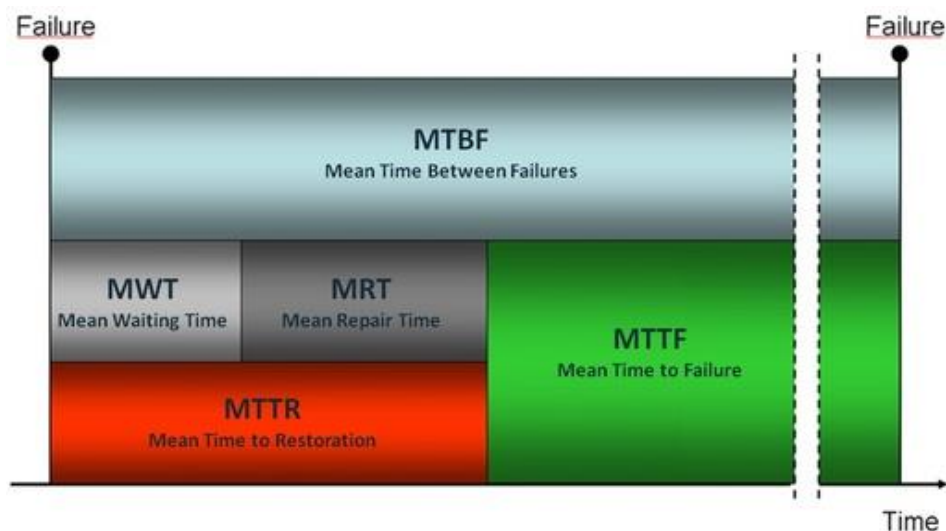 Failure
Failure
MTBF
Mean Time Between Failures
MWT
Mean Waiting Time
MRT
Mean Repair Time
MTTF
Mean Time to Failure
MTTR
Mean Time to Restoration
Time